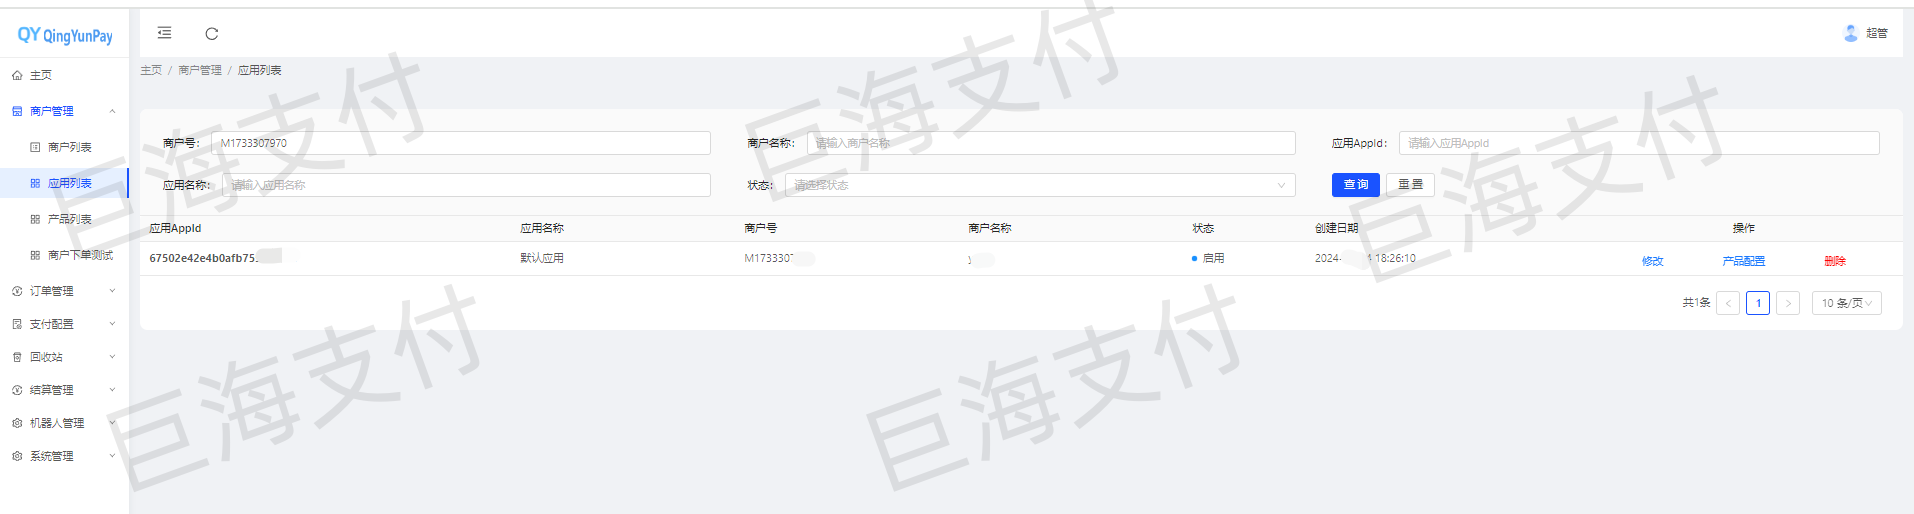 QY QingYunPay
超管
主页
商户管理
商户列表
应用列表
产品列表
商户下单测试
订单管理
支付配置
回收站
结算管理
机器人管理
系统管理
主页 / 商户管理 / 应用列表
商户号： M1733307970 商户名称： 请输入商户名称 应用AppId： 请输入应用AppId
应用名称： 请输入应用名称 状态： 请选择状态 查询 重置
应用AppId 应用名称 商户号 商户名称 状态 创建日期 操作
67502e42e4b0afb75 默认应用 M173330 启用 2024- 18:26:10 修改 产品配置 删除
共1条 < 1 > 10 条/页
巨海支付
巨海支付
巨海支付
巨海支付
巨海支付